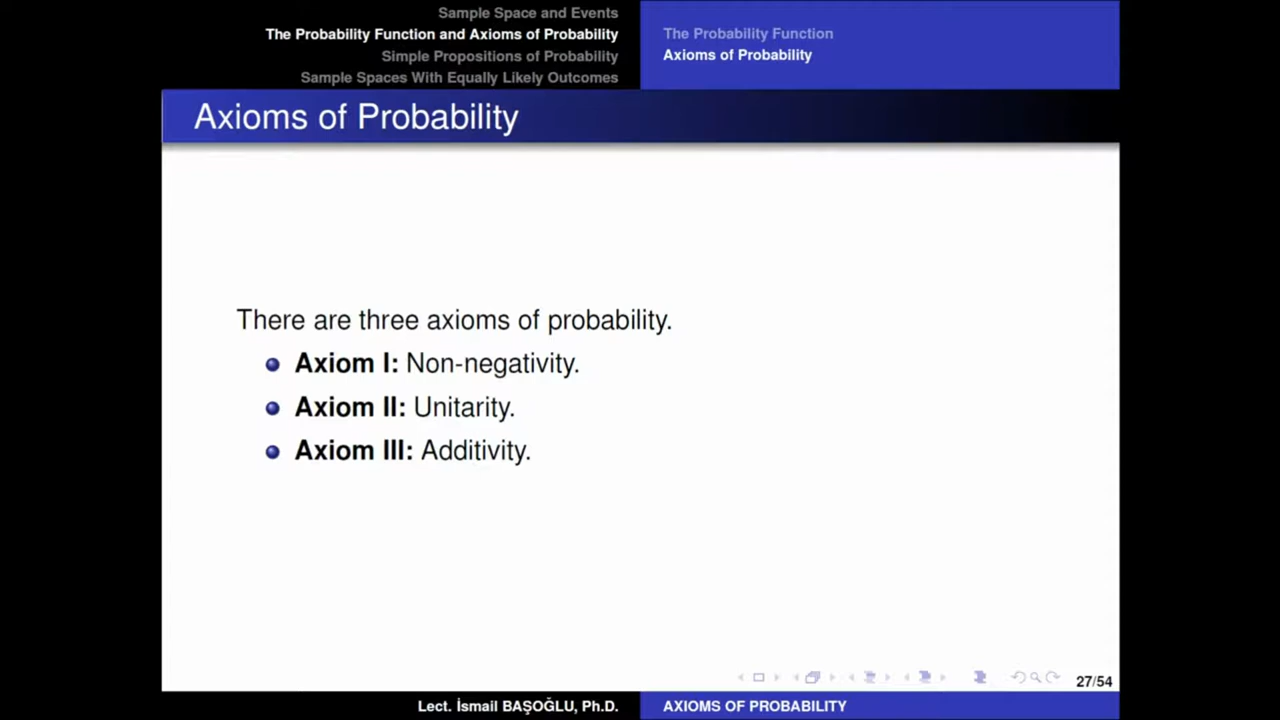 Sample Space and Events
The Probability Function and Axioms of Probability
Simple Propositions of Probability
Sample Spaces With Equally Likely Outcomes
The Probability Function
Axioms of Probability
Axioms of Probability
There are three axioms of probability.
Axiom I: Non-negativity.
Axiom II: Unitarity.
Axiom III: Additivity.
27/54
Lect. İsmail BAŞOĞLU, Ph.D.
AXIOMS OF PROBABILITY